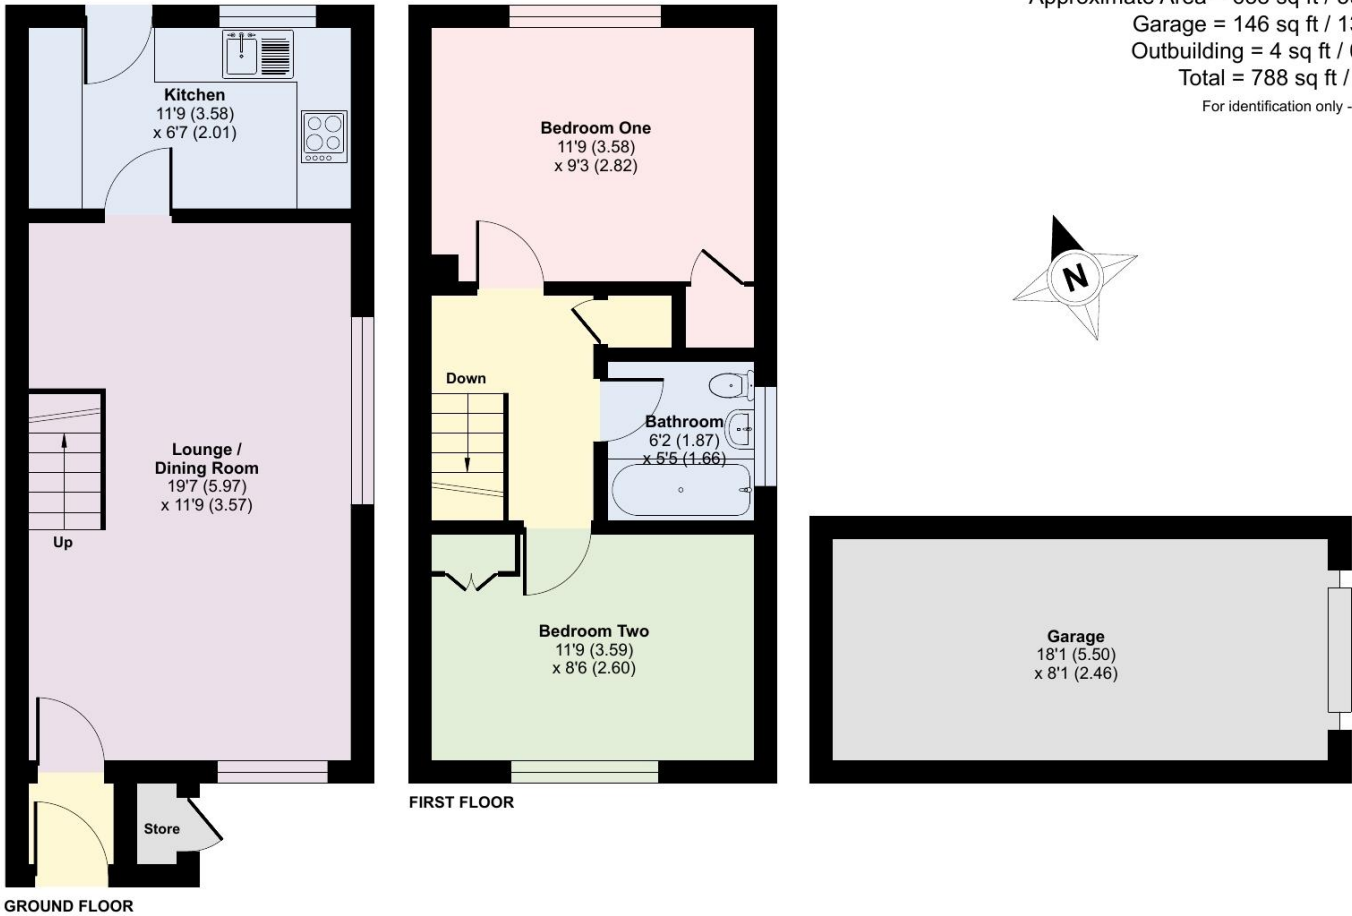 Approximate Area =
Garage = 146 sq ft /
Outbuilding = 4 sq ft /
Total = 788 sq ft /
For identification only -
Kitchen
11'9 (3.58)
x 6'7 (2.01)
Bedroom One
11'9 (3.58)
x 9'3 (2.82)
N
Down
Bathroom
6'2 (1.87)
x 5'5 (1.66)
Lounge /
Dining Room
19'7 (5.97)
x 11'9 (3.57)
Up
Bedroom Two
11'9 (3.59)
x 8'6 (2.60)
Garage
18'1 (5.50)
x 8'1 (2.46)
Store
FIRST FLOOR
GROUND FLOOR